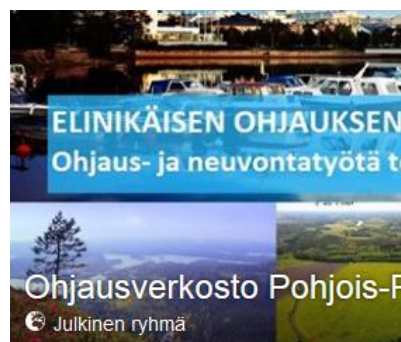 ELINIKÄISEN OHJAUKSEN
Ohjaus- ja neuvontatyötä
Ohjausverkosto Pohjois-
Julkinen ryhmä